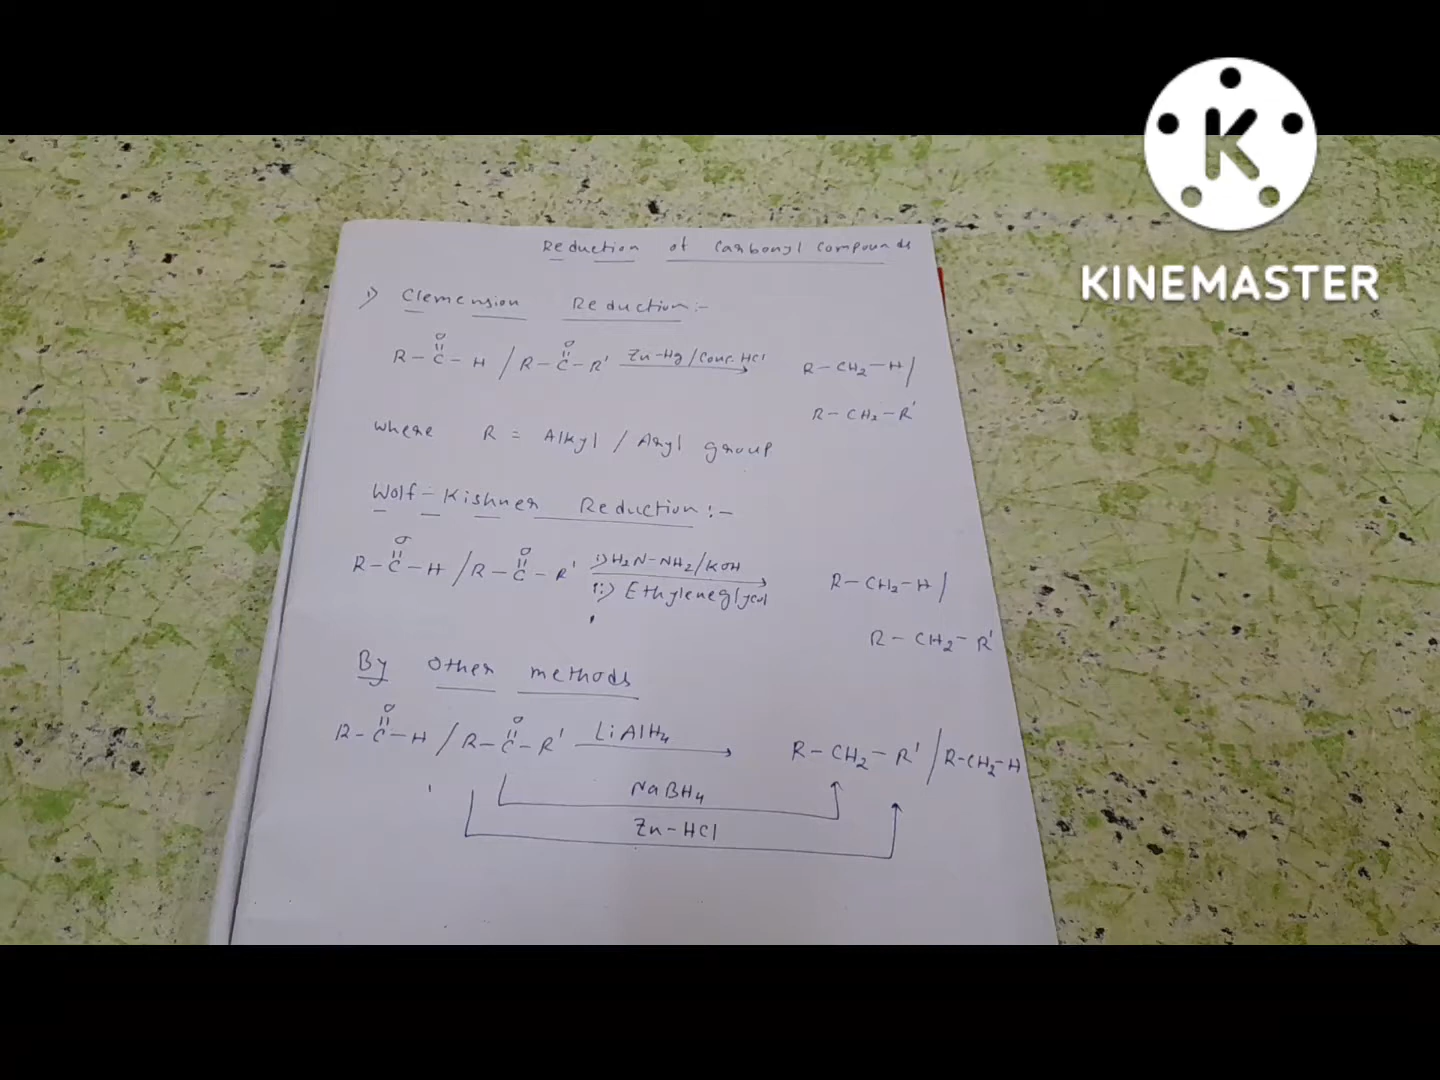 KINEMASTER
Reduction of Carbonyl Compounds
1) Clemension Reduction:-
R-C-H / R-C-R' Zn-Hg/Conc. HCl R-CH2-H /
O O
R-CH2-R'
where R = Alkyl / Aryl group
Wolf-Kishner Reduction:-
R-C-H / R-C-R' i) H2N-NH2/KOH R-CH2-H /
O O
ii) Ethyleneglycol
R-CH2-R'
By other methods
R-C-H / R-C-R' LiAlH4 R-CH2-R' / R-CH2-H
O O
NaBH4
Zn-HCl